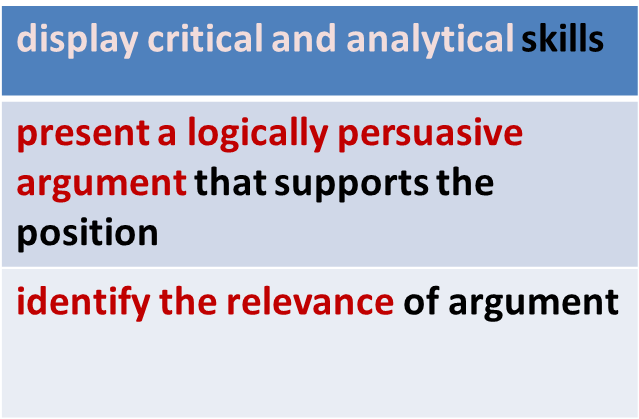 display critical and analytical skills
present a logically persuasive
argument that supports the
position
identify the relevance of argument